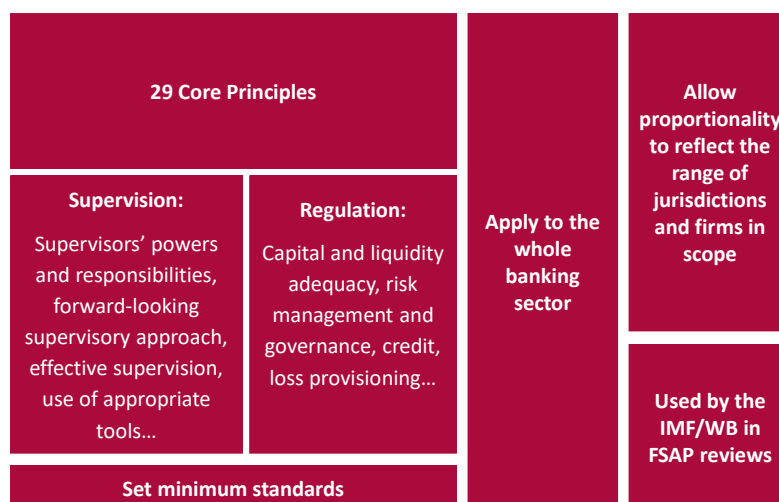 29 Core Principles
Supervision:
Supervisors’ powers
and responsibilities,
forward-looking
supervisory approach,
effective supervision,
use of appropriate
tools…
Regulation:
Capital and liquidity
adequacy, risk
management and
governance, credit,
loss provisioning…
Set minimum standards
Apply to the
whole
banking
sector
Allow
proportionality
to reflect the
range of
jurisdictions
and firms in
scope
Used by the
IMF/WB in
FSAP reviews